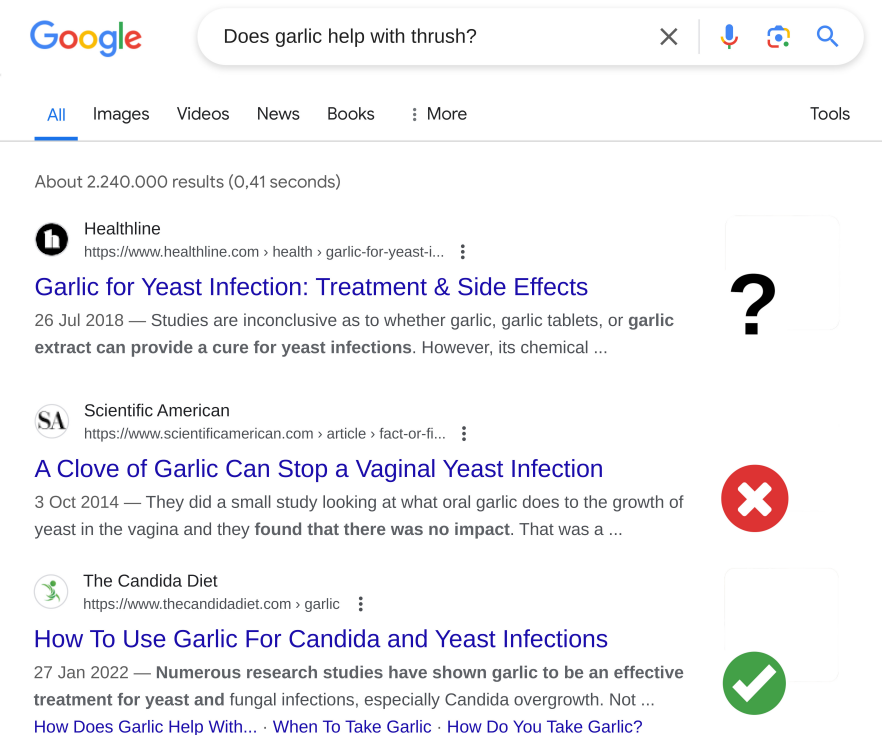 Google
Does garlic help with thrush?
All Images Videos News Books More Tools
About 2.240.000 results (0,41 seconds)
Healthline
https://www.healthline.com › health › garlic-for-yeast-i...
Garlic for Yeast Infection: Treatment & Side Effects
26 Jul 2018 — Studies are inconclusive as to whether garlic, garlic tablets, or garlic
extract can provide a cure for yeast infections. However, its chemical ...
?
SA
Scientific American
https://www.scientificamerican.com › article › fact-or-fi...
A Clove of Garlic Can Stop a Vaginal Yeast Infection
3 Oct 2014 — They did a small study looking at what oral garlic does to the growth of
yeast in the vagina and they found that there was no impact. That was a ...
The Candida Diet
https://www.thecandidadiet.com › garlic
How To Use Garlic For Candida and Yeast Infections
27 Jan 2022 — Numerous research studies have shown garlic to be an effective
treatment for yeast and fungal infections, especially Candida overgrowth. Not ...
How Does Garlic Help With... · When To Take Garlic · How Do You Take Garlic?